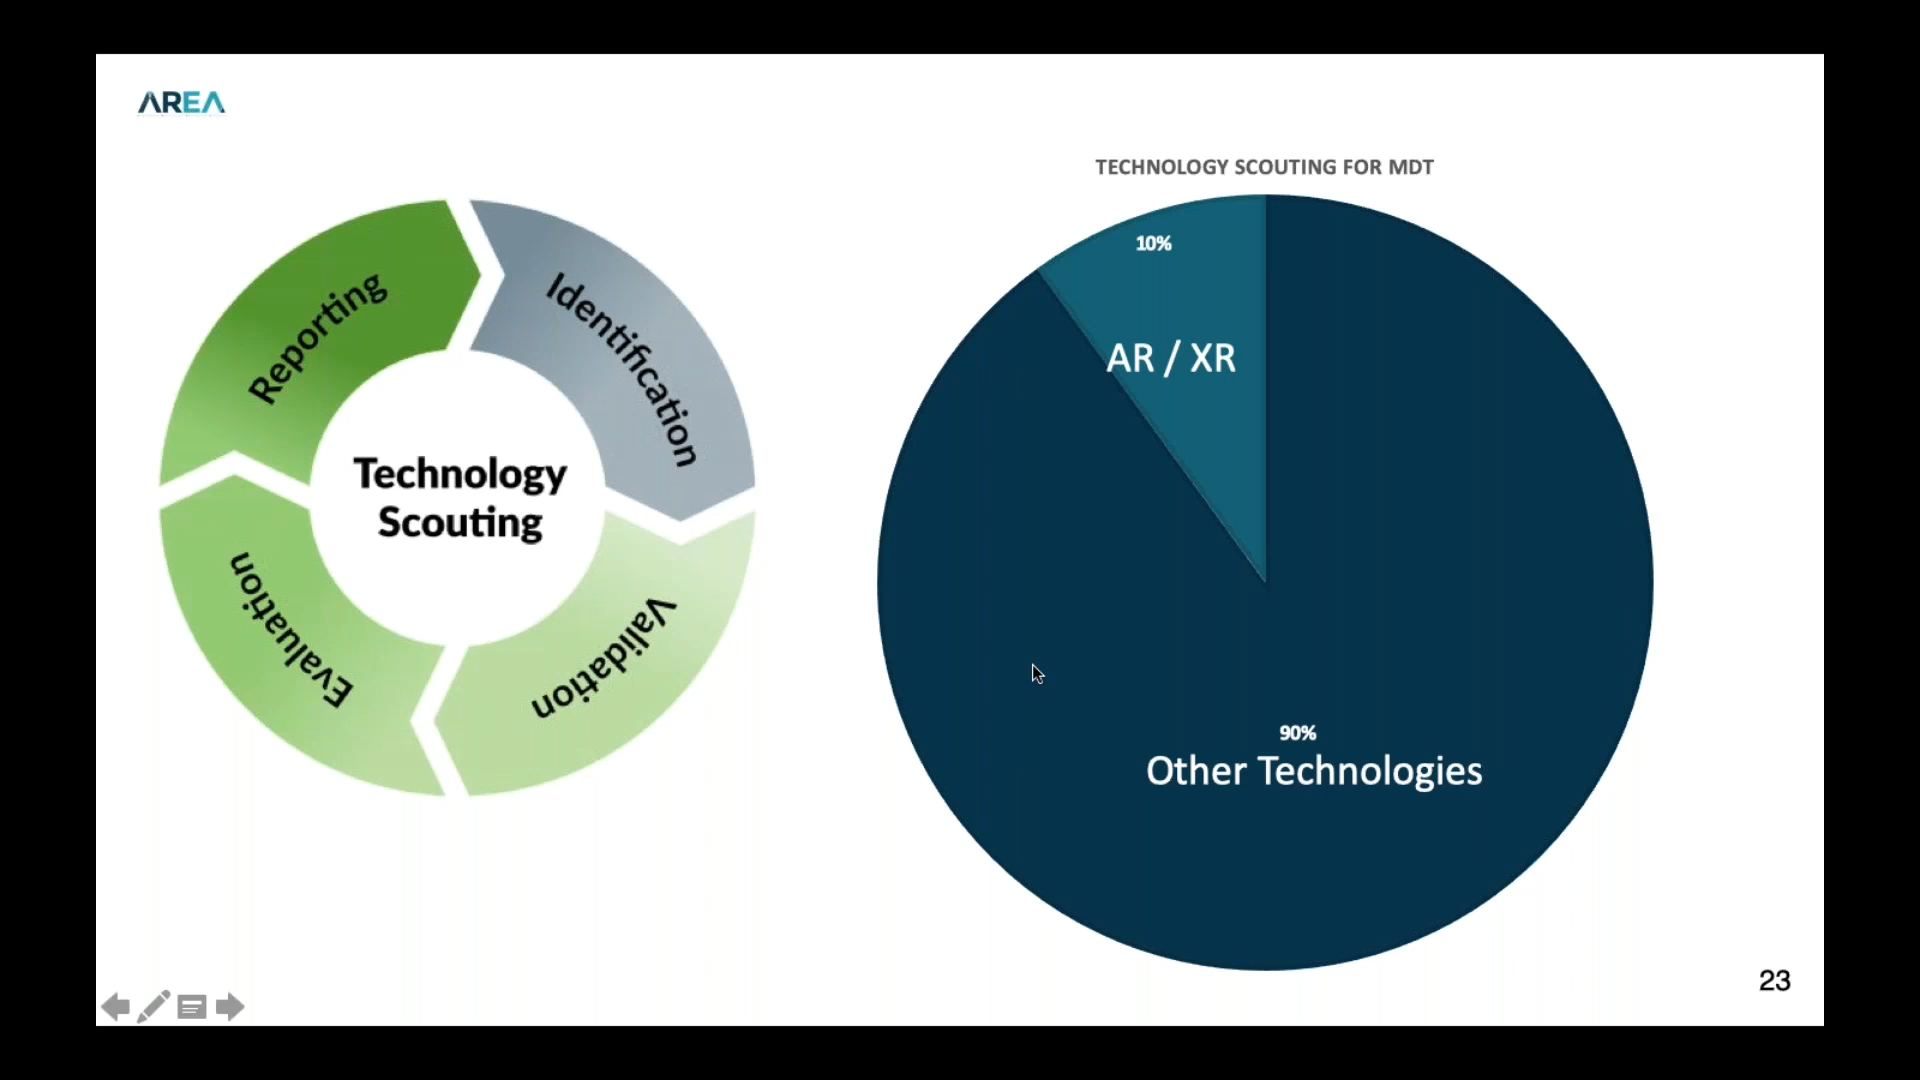 AREA
Reporting
Identification
Technology
Scouting
Evaluation
Validation
TECHNOLOGY SCOUTING FOR MDT
10%
AR / XR
90%
Other Technologies
23